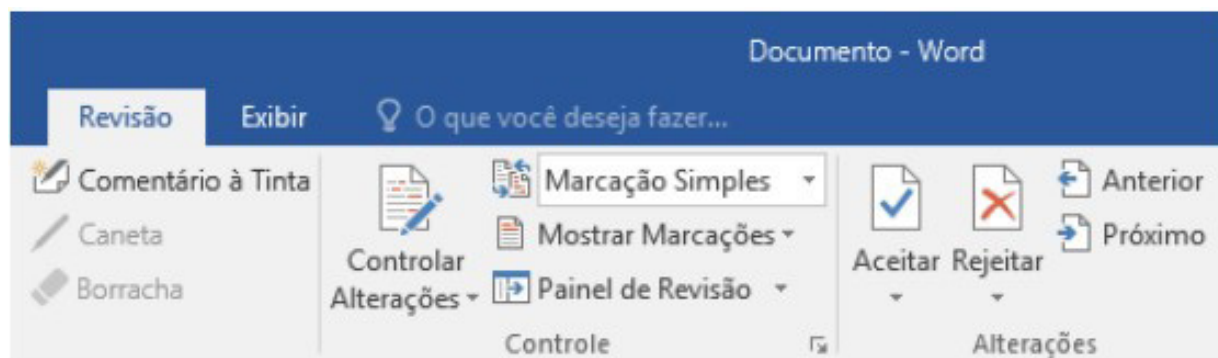 Documento - Word
Revisão Exibir O que você deseja fazer...
Comentário à Tinta
Caneta
Borracha
Controlar
Alterações
Marcação Simples
Mostrar Marcações
Painel de Revisão
Controle
Aceitar Rejeitar
Anterior
Próximo
Alterações